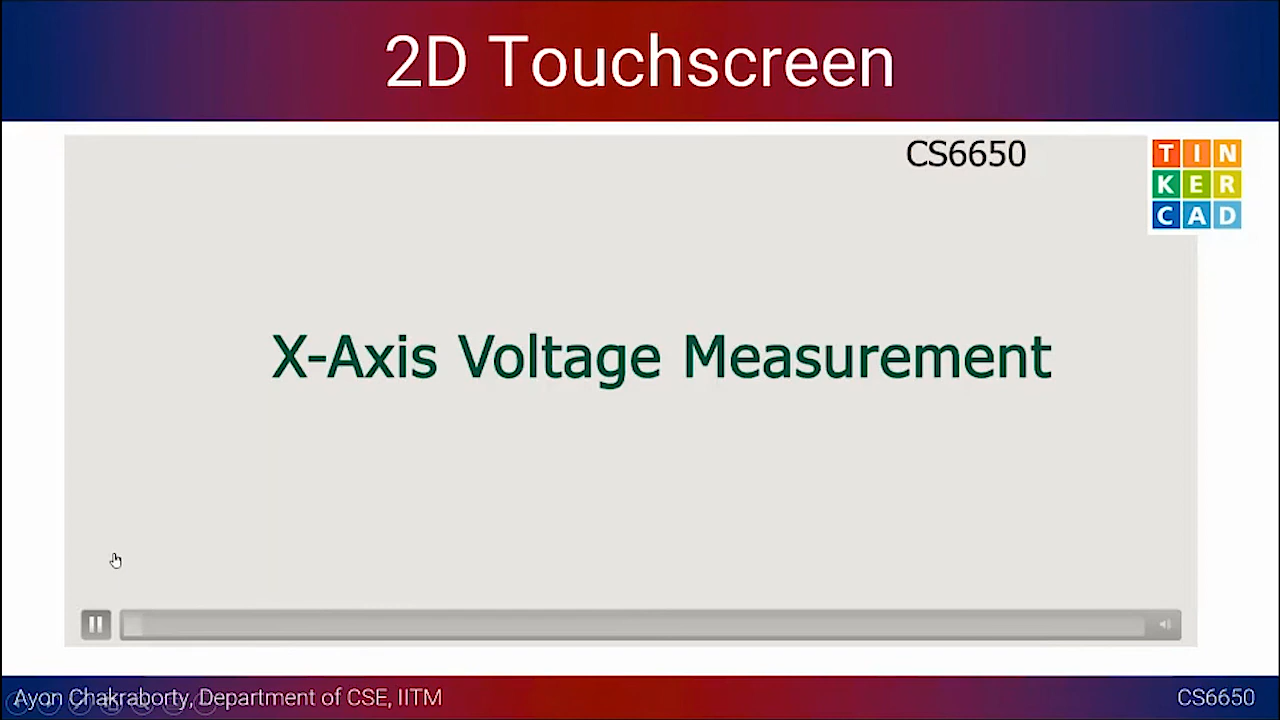 2D Touchscreen
CS6650
TIN
KER
CAD
X-Axis Voltage Measurement
Ayon Chakraborty, Department of CSE, IITM
CS6650